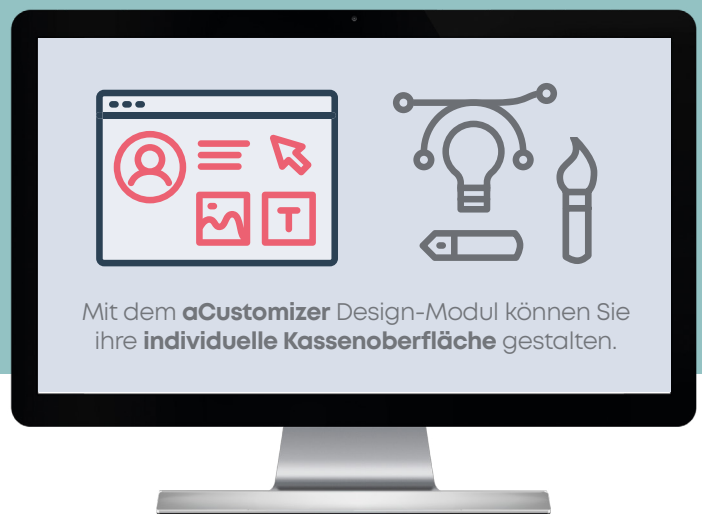 T
Mit dem aCustomizer Design-Modul können Sie
ihre individuelle Kassenoberfläche gestalten.